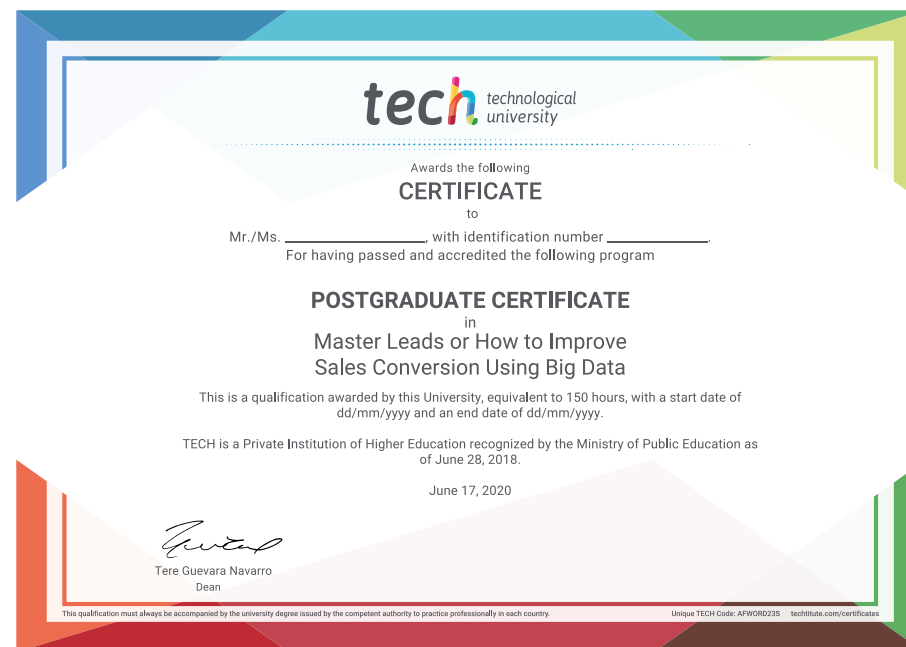 tech technological
university
Awards the following
CERTIFICATE
to
Mr./Ms. ____________________, with identification number ______________.
For having passed and accredited the following program
POSTGRADUATE CERTIFICATE
in
Master Leads or How to Improve
Sales Conversion Using Big Data
This is a qualification awarded by this University, equivalent to 150 hours, with a start date of
dd/mm/yyyy and an end date of dd/mm/yyyy.
TECH is a Private Institution of Higher Education recognized by the Ministry of Public Education as
of June 28, 2018.
June 17, 2020
Tere Guevara Navarro
Dean
This qualification must always be accompanied by the university degree issued by the competent authority to practice professionally in each country. Unique TECH Code: AFWORD23S techtitute.com/certificates